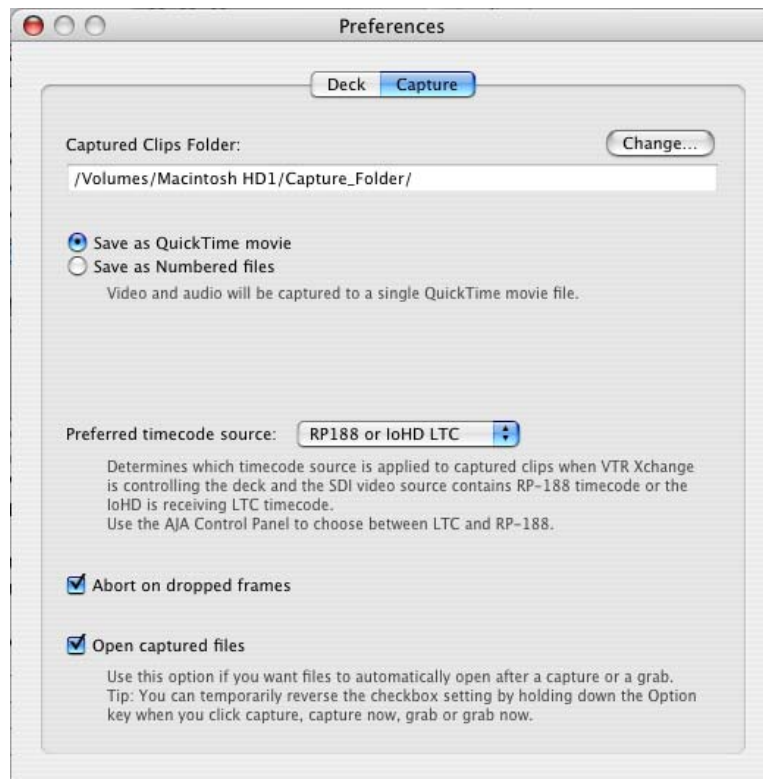 Preferences
Deck Capture
Captured Clips Folder: Change...
/Volumes/Macintosh HD1/Capture_Folder/
Save as QuickTime movie
Save as Numbered files
Video and audio will be captured to a single QuickTime movie file.
Preferred timecode source: RP188 or IoHD LTC
Determines which timecode source is applied to captured clips when VTR Xchange
is controlling the deck and the SDI video source contains RP-188 timecode or the
IoHD is receiving LTC timecode.
Use the AJA Control Panel to choose between LTC and RP-188.
Abort on dropped frames
Open captured files
Use this option if you want files to automatically open after a capture or a grab.
Tip: You can temporarily reverse the checkbox setting by holding down the Option
key when you click capture, capture now, grab or grab now.